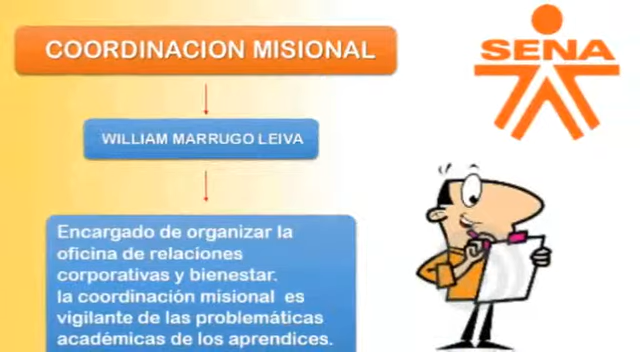 COORDINACION MISIONAL
SENA
WILLIAM MARRUGO LEIVA
Encargado de organizar la
oficina de relaciones
corporativas y bienestar.
la coordinación misional es
vigilante de las problemáticas
académicas de los aprendices.